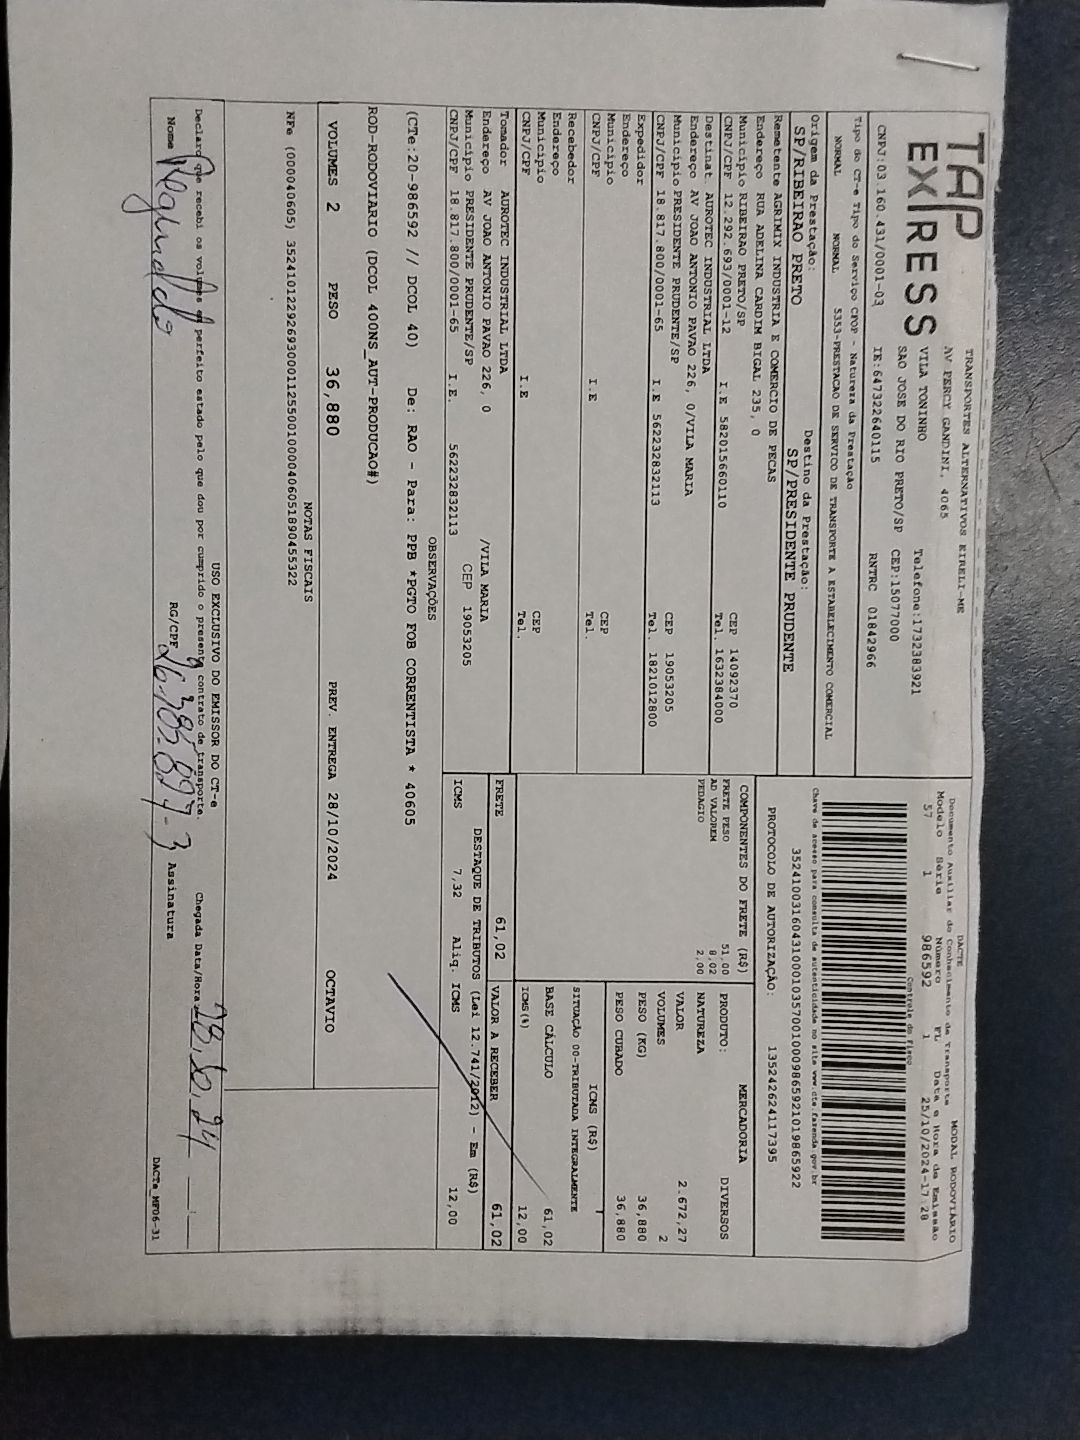 TAP
EXPRESS
TRANSPORTES ALTERNATIVOS EIRELI-ME
AV PERCY GANDINI, 4065
VILA TONINHO Telefone:1732383921
SAO JOSE DO RIO PRETO/SP CEP:15077000
CNPJ:03.160.431/0001-03 IE:647322640115 RNTRC 01842966
DACTE MODAL RODOVIÁRIO
Documento Auxiliar do Conhecimento de Transporte
Modelo Série Número FL Data e Hora de Emissão
57 1 986592 1 25/10/2024-17:28
Controle do Fisco
Tipo do CT-e Tipo do Serviço CFOP - Natureza da Prestação
NORMAL NORMAL 5353-PRESTACAO DE SERVICO DE TRANSPORTE A ESTABELECIMENTO COMERCIAL
Chave de acesso para consulta de autenticidade no site www.cte.fazenda.gov.br
PROTOCOLO DE AUTORIZAÇÃO: 135242624117395
Origem da Prestação: Destino da Prestação:
SP/RIBEIRAO PRETO SP/PRESIDENTE PRUDENTE
Remetente AGRIMIX INDUSTRIA E COMERCIO DE PECAS
Endereço RUA ADELINA CARDIM BIGAL 235, 0
Município RIBEIRAO PRETO/SP CEP 14092370
CNPJ/CPF 12.292.693/0001-12 I.E 582015660110 Tel. 1632384000
Destinat AUROTEC INDUSTRIAL LTDA
Endereço AV JOAO ANTONIO PAVAO 226, 0/VILA MARIA
Município PRESIDENTE PRUDENTE/SP CEP 19053205
CNPJ/CPF 18.817.800/0001-65 I.E 562232832113 Tel. 1821012800
Expedidor
Endereço
Município CEP
CNPJ/CPF I.E Tel.
Recebedor
Endereço
Município CEP
CNPJ/CPF I.E Tel.
Tomador AUROTEC INDUSTRIAL LTDA
Endereço AV JOAO ANTONIO PAVAO 226, 0 /VILA MARIA
Município PRESIDENTE PRUDENTE/SP CEP 19053205
CNPJ/CPF 18.817.800/0001-65 I.E. 562232832113
COMPONENTES DO FRETE (R$)
FRETE PESO 51,00
AD VALOREM 8,02
PEDAGIO 2,00
MERCADORIA
PRODUTO: DIVERSOS
NATUREZA
VALOR 2.672,27
VOLUMES 2
PESO (KG) 36,880
PESO CUBADO 36,880
ICMS (R$)
SITUAÇÃO 00-TRIBUTADA INTEGRALMENTE
BASE CÁLCULO 61,02
ICMS(%) 12,00
FRETE 61,02 VALOR A RECEBER 61,02
DESTAQUE DE TRIBUTOS (Lei 12.741/2012) - Em (R$)
ICMS 7,32 Aliq. ICMS 12,00
OBSERVAÇÕES
(CTe:20-986592 // DCOL 40) De: RAO - Para: PPB *PGTO FOB CORRENTISTA * 40605
ROD-RODOVIARIO (DCOL 400NS_AUT-PRODUCAO#)
VOLUMES 2 PESO 36,880 PREV. ENTREGA 28/10/2024 OCTAVIO
NOTAS FISCAIS
NFe (000040605) 35241012292693000112550010000406051890455322
USO EXCLUSIVO DO EMISSOR DO CT-e
Declaro que recebi os volumes em perfeito estado pelo que dou por cumprido o presente contrato de transporte. Chegada Data/Hora:
Nome Reginaldo RG/CPF 26.385.897-3 Assinatura
DACTe_MF06-31